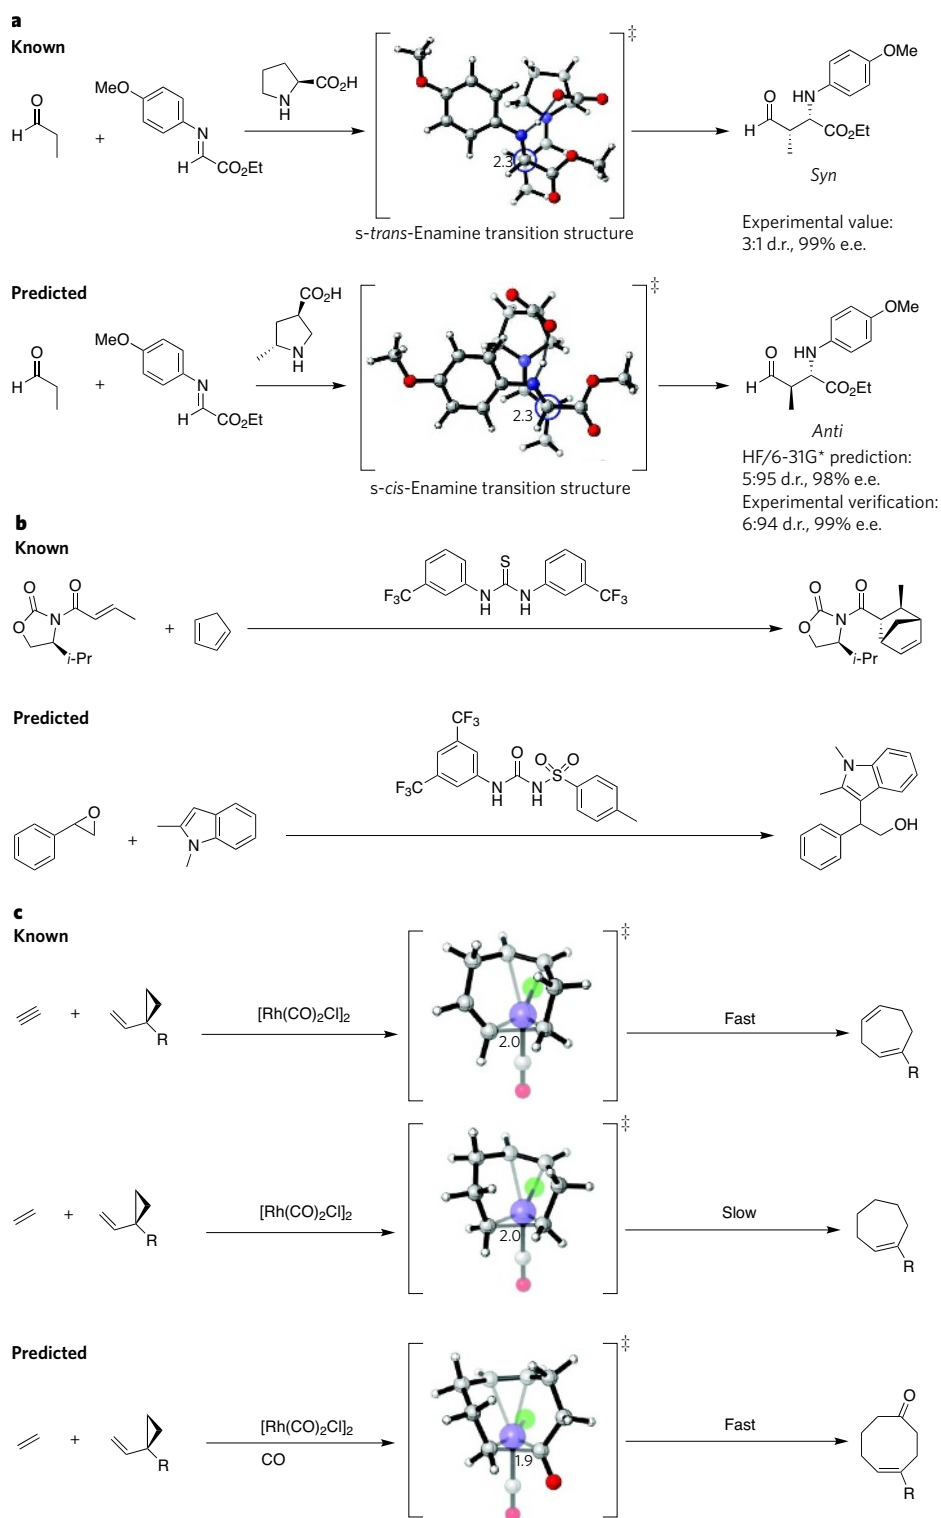 a
Known
O
H
+
MeO
N
H
CO₂Et
N
H
CO₂H
‡
2.3
s-trans-Enamine transition structure
O
H
HN
OMe
CO₂Et
Syn
Experimental value:
3:1 d.r., 99% e.e.
Predicted
O
H
+
MeO
N
H
CO₂Et
CO₂H
N
H
‡
2.3
s-cis-Enamine transition structure
O
H
HN
OMe
CO₂Et
Anti
HF/6-31G* prediction:
5:95 d.r., 98% e.e.
Experimental verification:
6:94 d.r., 99% e.e.
b
Known
O
O
N
O
i-Pr
+
F₃C
N
H
S
N
H
CF₃
O
O
N
O
i-Pr
Predicted
O
+
N
CF₃
F₃C
N
H
O
N
H
O
S
O
N
OH
c
Known
+
R
[Rh(CO)₂Cl]₂
‡
2.0
Fast
R
+
R
[Rh(CO)₂Cl]₂
‡
2.0
Slow
R
Predicted
+
R
[Rh(CO)₂Cl]₂
CO
‡
1.9
Fast
O
R